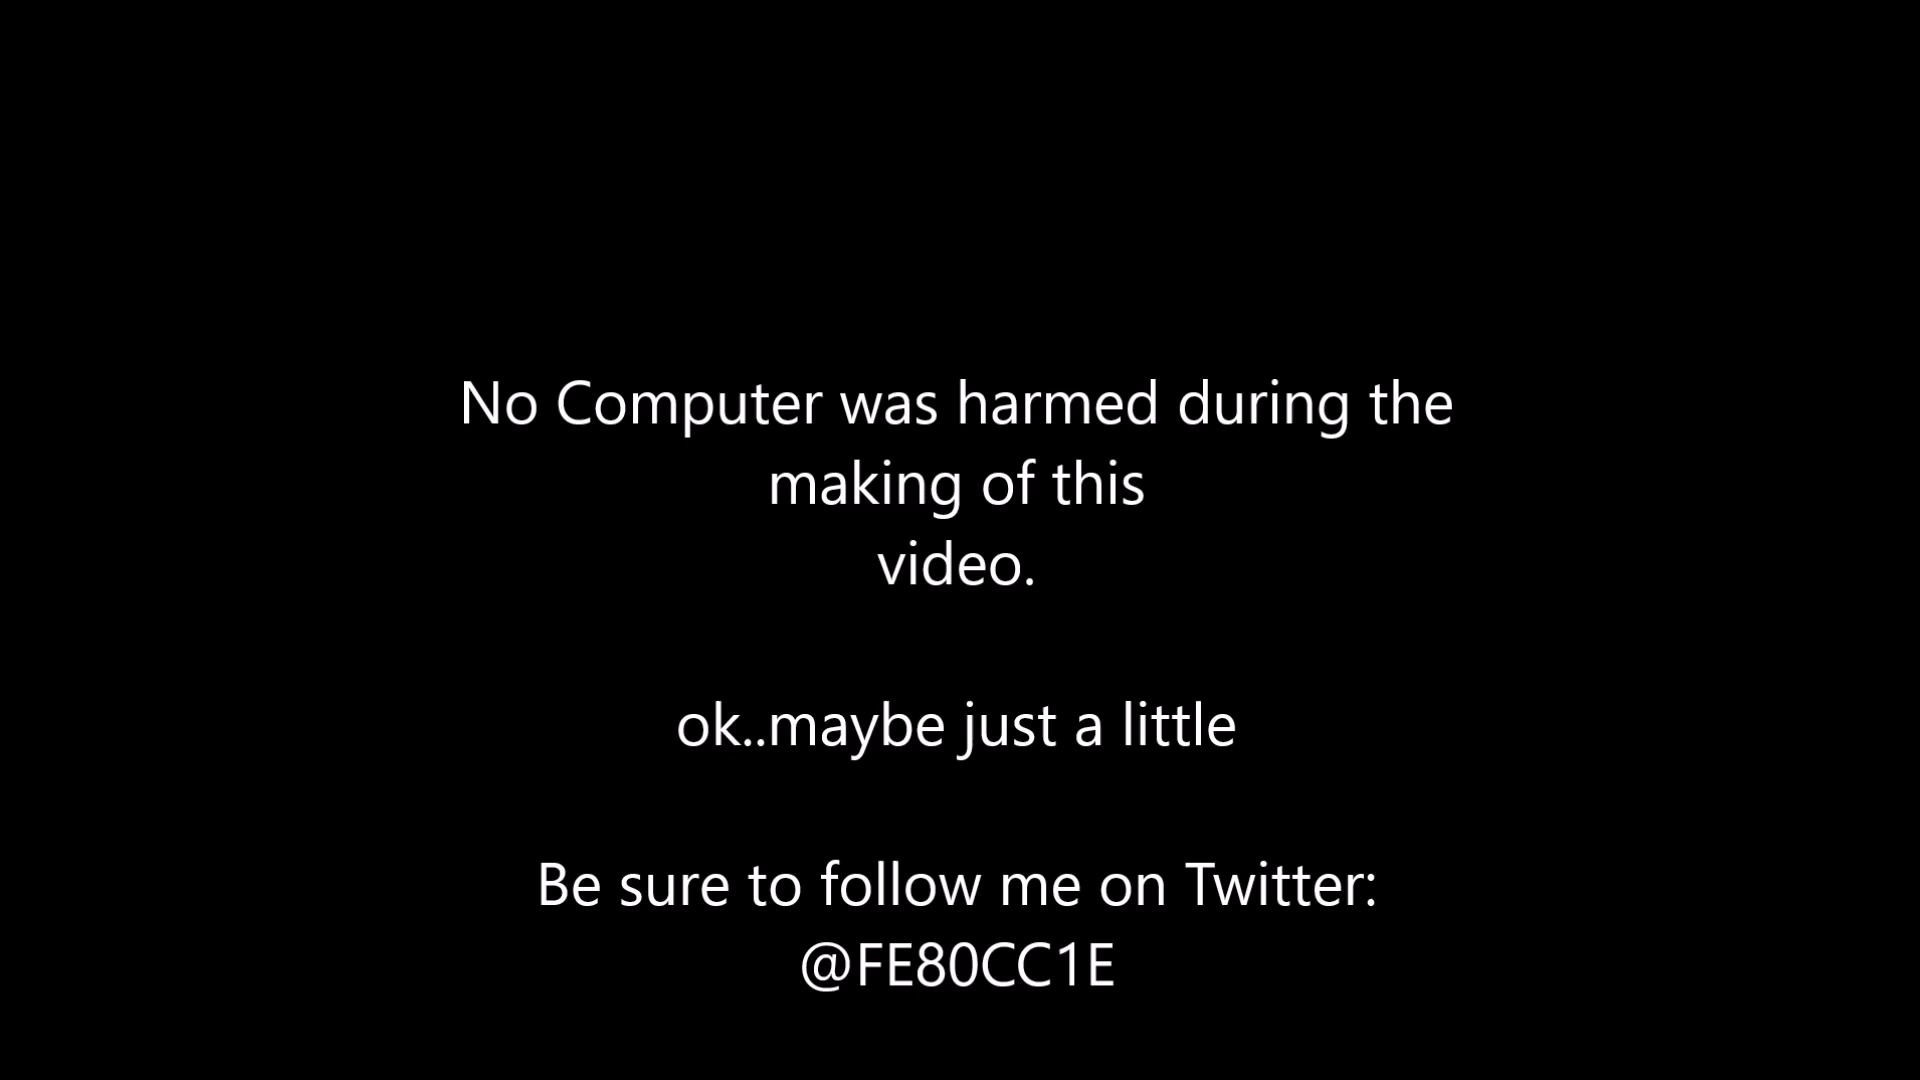 No Computer was harmed during the
making of this
video.
ok..maybe just a little
Be sure to follow me on Twitter:
@FE80CC1E